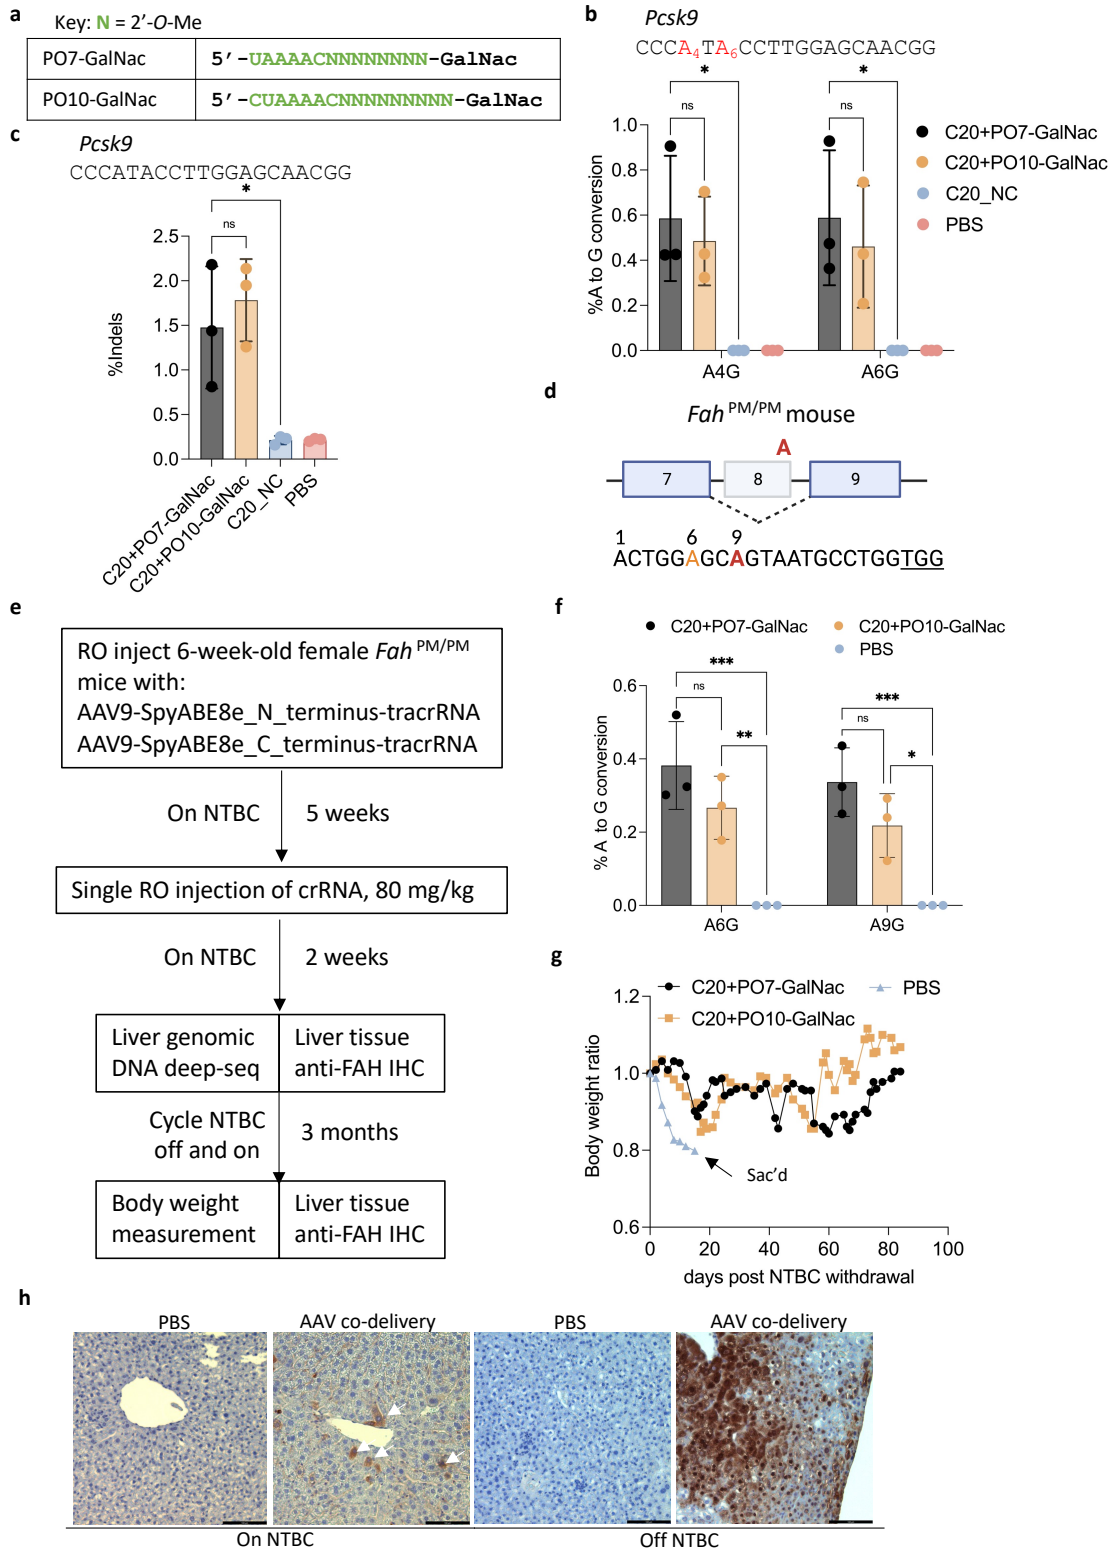 a
Key: N = 2'-O-Me
PO7-GalNac 5'-UAAAACNNNNNNNN-GalNac
PO10-GalNac 5'-CUAAAACNNNNNNNNN-GalNac
b
Pcsk9
CCCA4TA6CCTTGGAGCAACGG
* *
ns ns
%A to G conversion
1.0
0.8
0.6
0.4
0.2
0.0
A4G A6G
C20+PO7-GalNac
C20+PO10-GalNac
C20_NC
PBS
c
Pcsk9
CCCATACCTTGGAGCAACGG
*
ns
%Indels
2.5
2.0
1.5
1.0
0.5
0.0
C20+PO7-GalNac
C20+PO10-GalNac
C20_NC
PBS
d
Fah PM/PM mouse
A
7 8 9
1 6 9
ACTGGAGCAGTAATGCCTGGTGG
e
RO inject 6-week-old female Fah PM/PM
mice with:
AAV9-SpyABE8e_N_terminus-tracrRNA
AAV9-SpyABE8e_C_terminus-tracrRNA
On NTBC 5 weeks
Single RO injection of crRNA, 80 mg/kg
On NTBC 2 weeks
Liver genomic Liver tissue
DNA deep-seq anti-FAH IHC
Cycle NTBC
off and on 3 months
Body weight Liver tissue
measurement anti-FAH IHC
f
C20+PO7-GalNac C20+PO10-GalNac
PBS
*** ***
ns ns
** *
% A to G conversion
0.6
0.4
0.2
0.0
A6G A9G
g
C20+PO7-GalNac PBS
C20+PO10-GalNac
Body weight ratio
1.2
1.0
0.8
0.6
Sac'd
0 20 40 60 80 100
days post NTBC withdrawal
h
PBS AAV co-delivery PBS AAV co-delivery
On NTBC Off NTBC